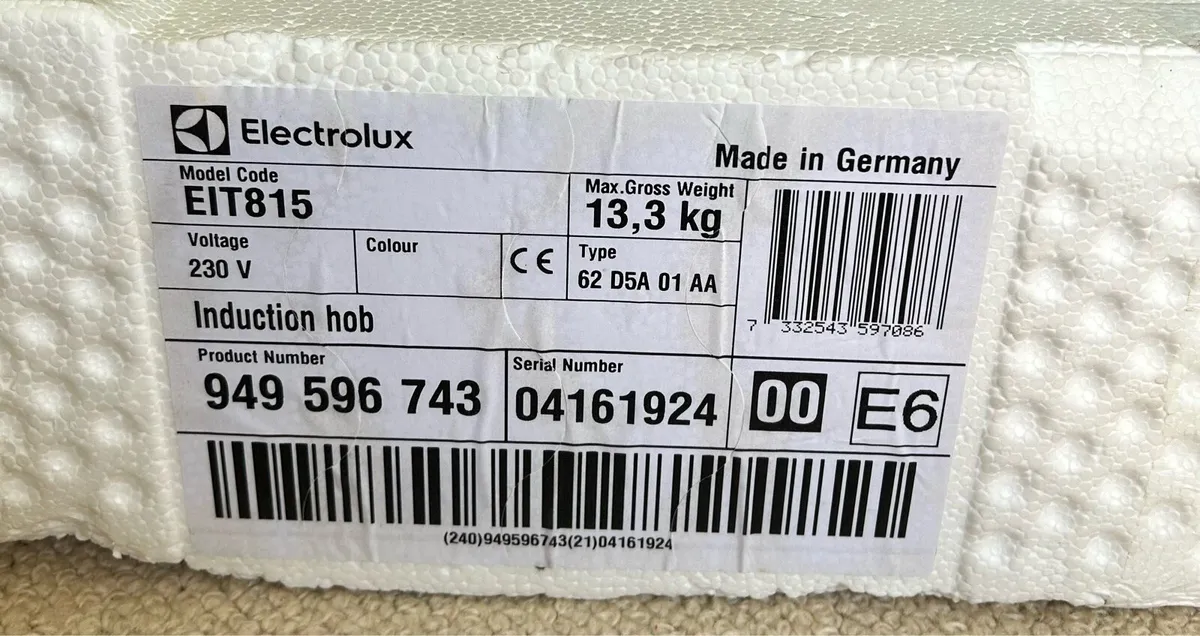 Electrolux
Made in Germany
Model Code
EIT815
Max.Gross Weight
13,3 kg
Voltage
230 V
Colour
CE
Type
62 D5A 01 AA
7 332543 597086
Induction hob
Product Number
949 596 743
Serial Number
04161924
00
E6
(240)949596743(21)04161924